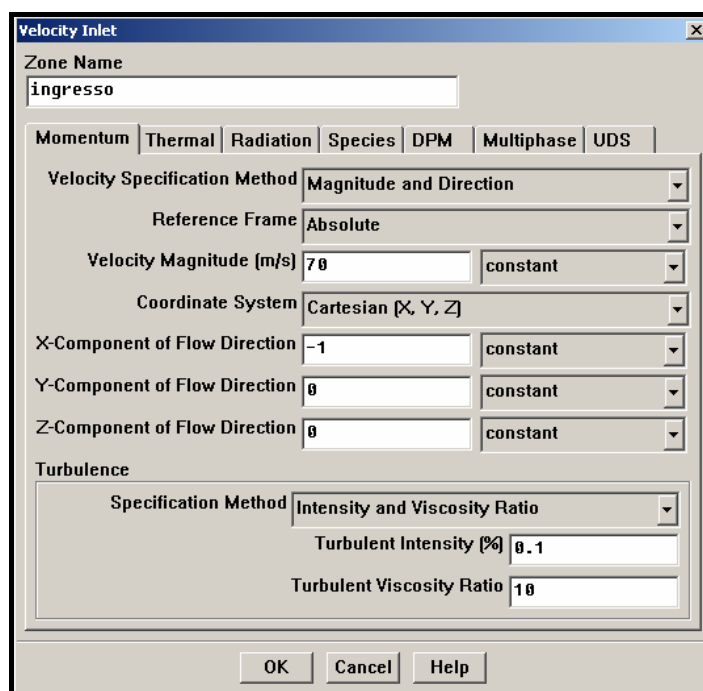 Velocity Inlet
Zone Name
ingresso
Momentum Thermal Radiation Species DPM Multiphase UDS
Velocity Specification Method Magnitude and Direction
Reference Frame Absolute
Velocity Magnitude (m/s) 70 constant
Coordinate System Cartesian (X, Y, Z)
X-Component of Flow Direction -1 constant
Y-Component of Flow Direction 0 constant
Z-Component of Flow Direction 0 constant
Turbulence
Specification Method Intensity and Viscosity Ratio
Turbulent Intensity (%) 0.1
Turbulent Viscosity Ratio 10
OK Cancel Help